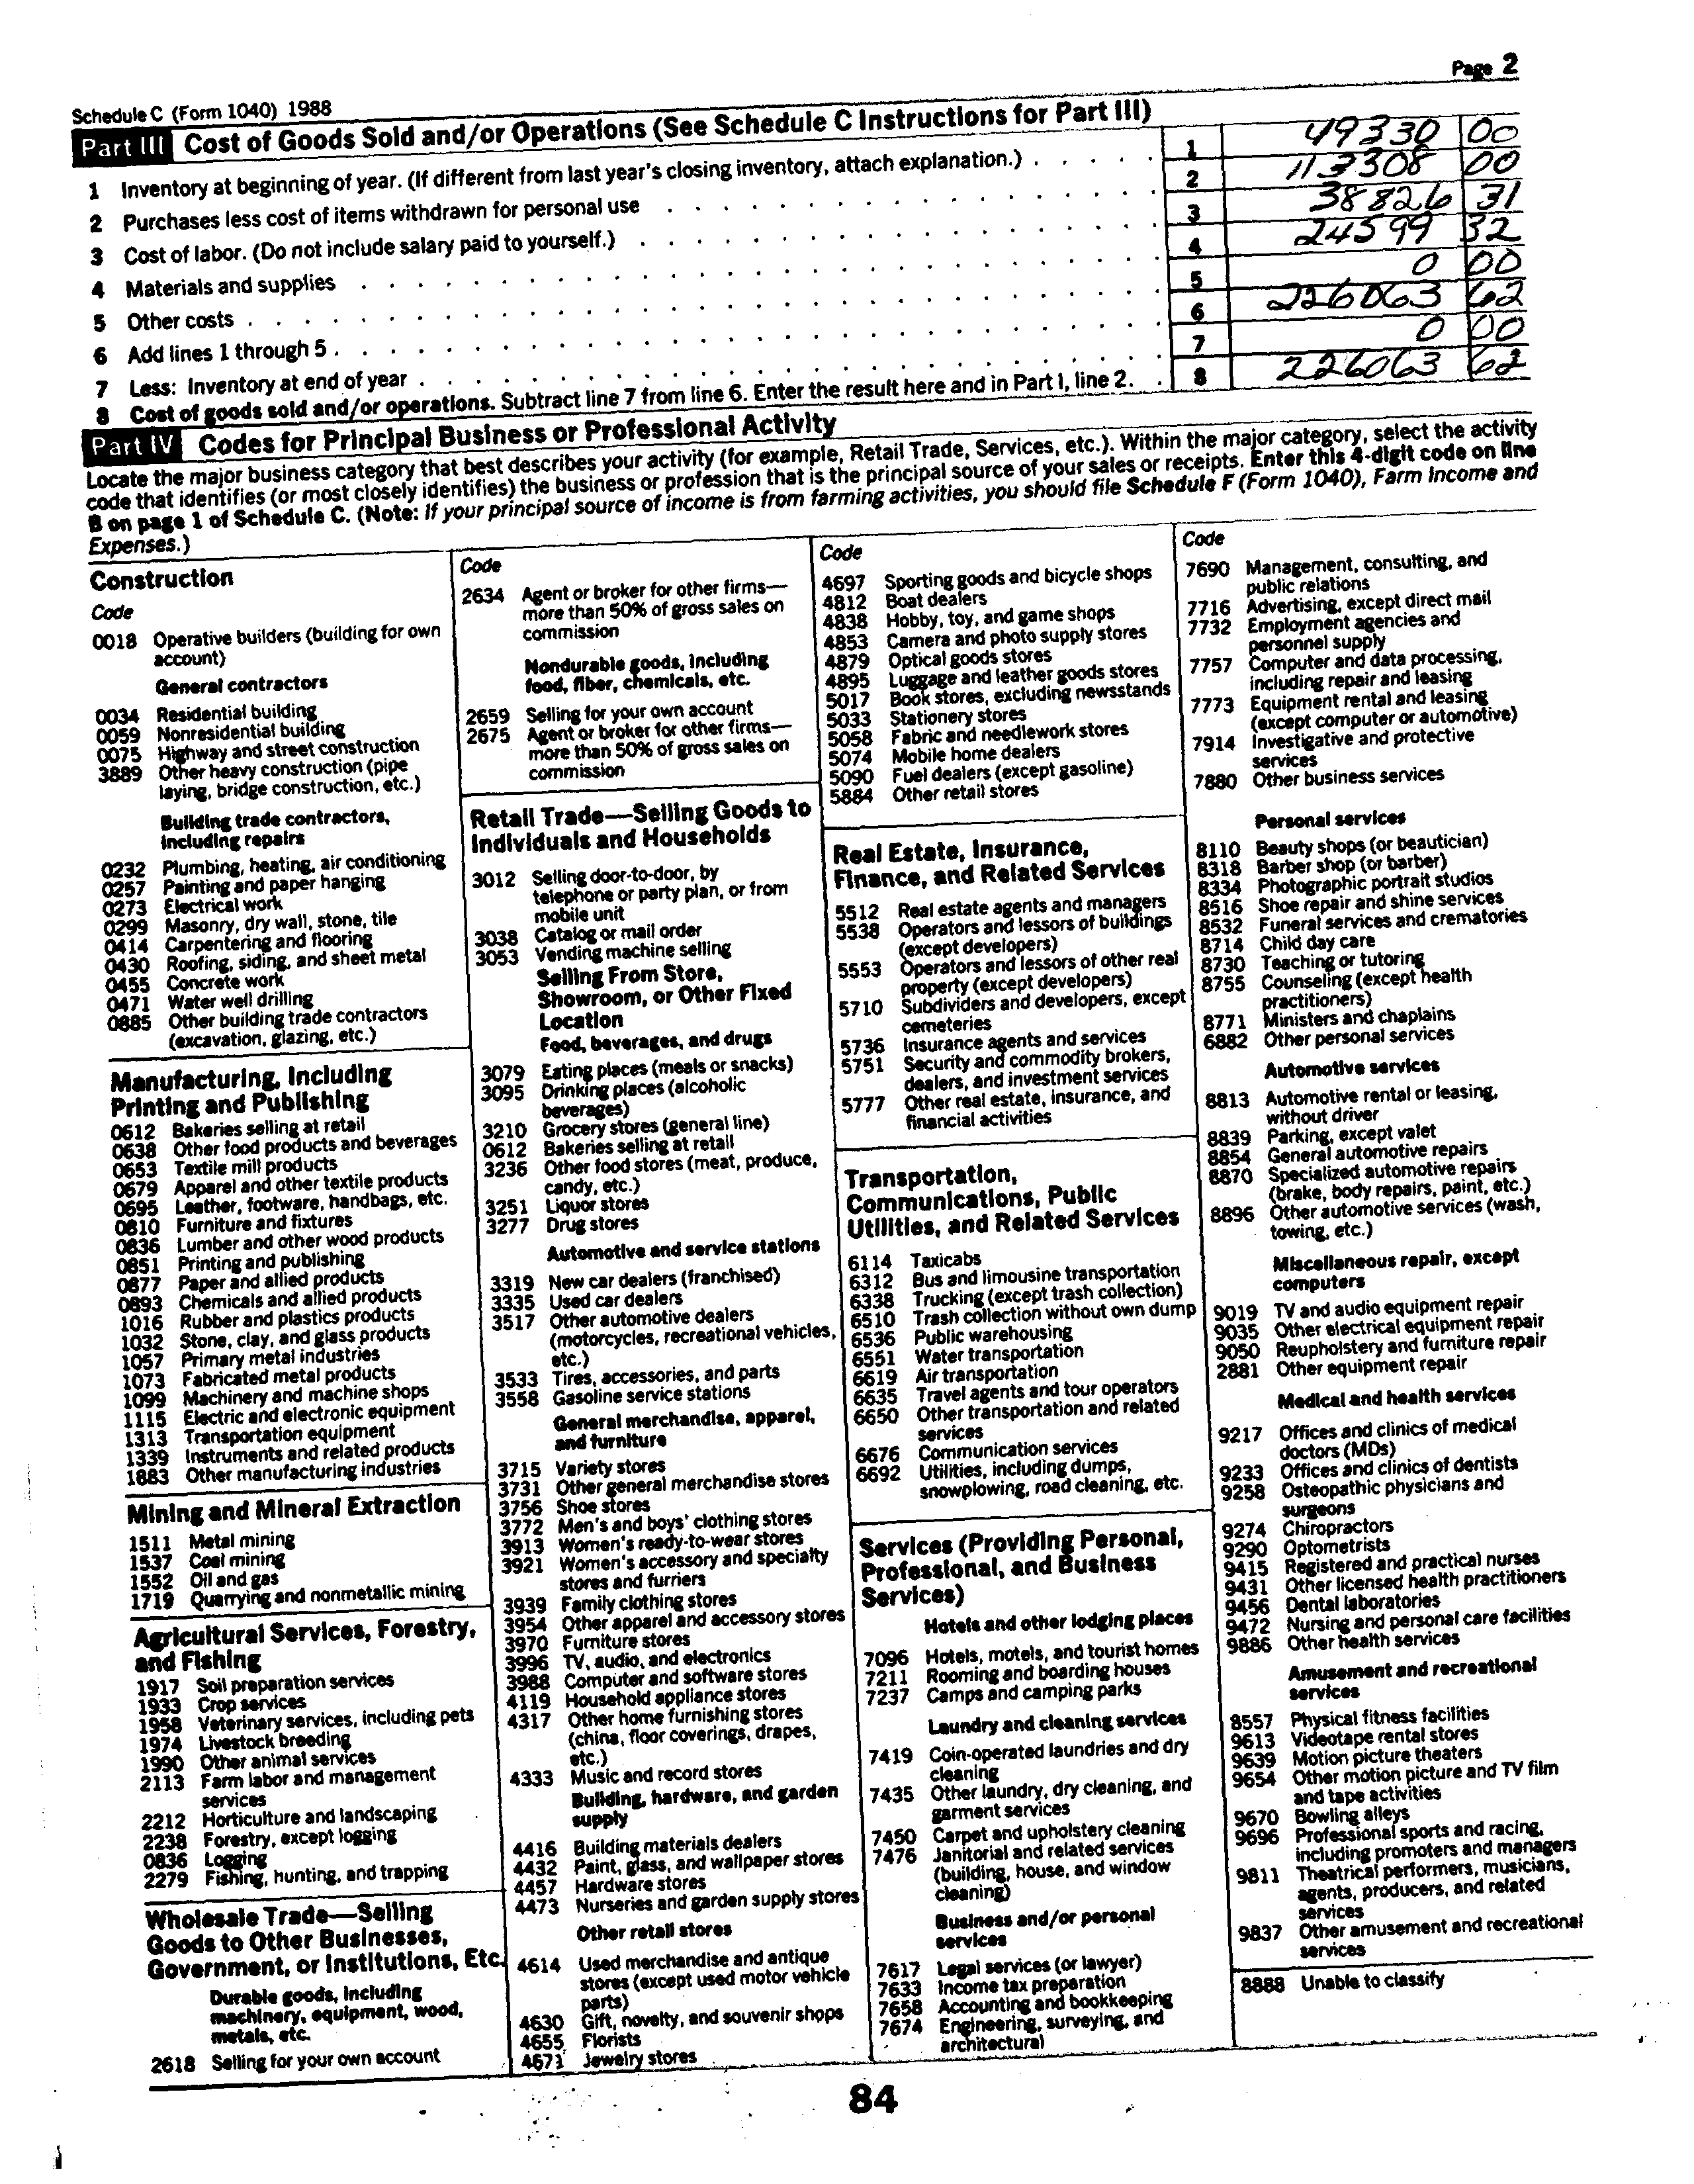 Page 2
Schedule C (Form 1040) 1988
Part III Cost of Goods Sold and/or Operations (See Schedule C Instructions for Part III)
1 Inventory at beginning of year. (If different from last year's closing inventory, attach explanation.) . . . . . 1 49330 00
2 Purchases less cost of items withdrawn for personal use 2 113308 00
3 Cost of labor. (Do not include salary paid to yourself.) 3 38826 31
4 Materials and supplies 4 24599 32
5 Other costs 5 0 00
6 Add lines 1 through 5 6 226063 62
7 Less: Inventory at end of year 7 0 00
8 Cost of goods sold and/or operations. Subtract line 7 from line 6. Enter the result here and in Part I, line 2. . 8 226063 62
Part IV Codes for Principal Business or Professional Activity
Locate the major business category that best describes your activity (for example, Retail Trade, Services, etc.). Within the major category, select the activity
code that identifies (or most closely identifies) the business or profession that is the principal source of your sales or receipts. Enter this 4-digit code on line
B on page 1 of Schedule C. (Note: If your principal source of income is from farming activities, you should file Schedule F (Form 1040), Farm Income and
Expenses.)
Construction
Code
0018 Operative builders (building for own
account)
General contractors
0034 Residential building
0059 Nonresidential building
0075 Highway and street construction
3889 Other heavy construction (pipe
laying, bridge construction, etc.)
Building trade contractors,
including repairs
0232 Plumbing, heating, air conditioning
0257 Painting and paper hanging
0273 Electrical work
0299 Masonry, dry wall, stone, tile
0414 Carpentering and flooring
0430 Roofing, siding, and sheet metal
0455 Concrete work
0471 Water well drilling
0885 Other building trade contractors
(excavation, glazing, etc.)
Manufacturing, Including
Printing and Publishing
0612 Bakeries selling at retail
0638 Other food products and beverages
0653 Textile mill products
0679 Apparel and other textile products
0695 Leather, footware, handbags, etc.
0810 Furniture and fixtures
0836 Lumber and other wood products
0851 Printing and publishing
0877 Paper and allied products
0893 Chemicals and allied products
1016 Rubber and plastics products
1032 Stone, clay, and glass products
1057 Primary metal industries
1073 Fabricated metal products
1099 Machinery and machine shops
1115 Electric and electronic equipment
1313 Transportation equipment
1339 Instruments and related products
1883 Other manufacturing industries
Mining and Mineral Extraction
1511 Metal mining
1537 Coal mining
1552 Oil and gas
1719 Quarrying and nonmetallic mining
Agricultural Services, Forestry,
and Fishing
1917 Soil preparation services
1933 Crop services
1958 Veterinary services, including pets
1974 Livestock breeding
1990 Other animal services
2113 Farm labor and management
services
2212 Horticulture and landscaping
2238 Forestry, except logging
0836 Logging
2279 Fishing, hunting, and trapping
Wholesale Trade—Selling
Goods to Other Businesses,
Government, or Institutions, Etc.
Durable goods, including
machinery, equipment, wood,
metals, etc.
2618 Selling for your own account
Code
2634 Agent or broker for other firms—
more than 50% of gross sales on
commission
Nondurable goods, including
food, fiber, chemicals, etc.
2659 Selling for your own account
2675 Agent or broker for other firms—
more than 50% of gross sales on
commission
Retail Trade—Selling Goods to
Individuals and Households
3012 Selling door-to-door, by
telephone or party plan, or from
mobile unit
3038 Catalog or mail order
3053 Vending machine selling
Selling From Store,
Showroom, or Other Fixed
Location
Food, beverages, and drugs
3079 Eating places (meals or snacks)
3095 Drinking places (alcoholic
beverages)
3210 Grocery stores (general line)
0612 Bakeries selling at retail
3236 Other food stores (meat, produce,
candy, etc.)
3251 Liquor stores
3277 Drug stores
Automotive and service stations
3319 New car dealers (franchised)
3335 Used car dealers
3517 Other automotive dealers
(motorcycles, recreational vehicles,
etc.)
3533 Tires, accessories, and parts
3558 Gasoline service stations
General merchandise, apparel,
and furniture
3715 Variety stores
3731 Other general merchandise stores
3756 Shoe stores
3772 Men's and boys' clothing stores
3913 Women's ready-to-wear stores
3921 Women's accessory and specialty
stores and furriers
3939 Family clothing stores
3954 Other apparel and accessory stores
3970 Furniture stores
3996 TV, audio, and electronics
3988 Computer and software stores
4119 Household appliance stores
4317 Other home furnishing stores
(china, floor coverings, drapes,
etc.)
4333 Music and record stores
Building, hardware, and garden
supply
4416 Building materials dealers
4432 Paint, glass, and wallpaper stores
4457 Hardware stores
4473 Nurseries and garden supply stores
Other retail stores
4614 Used merchandise and antique
stores (except used motor vehicle
parts)
4630 Gift, novelty, and souvenir shops
4655 Florists
4671 Jewelry stores
Code
4697 Sporting goods and bicycle shops
4812 Boat dealers
4838 Hobby, toy, and game shops
4853 Camera and photo supply stores
4879 Optical goods stores
4895 Luggage and leather goods stores
5017 Book stores, excluding newsstands
5033 Stationery stores
5058 Fabric and needlework stores
5074 Mobile home dealers
5090 Fuel dealers (except gasoline)
5884 Other retail stores
Real Estate, Insurance,
Finance, and Related Services
5512 Real estate agents and managers
5538 Operators and lessors of buildings
(except developers)
5553 Operators and lessors of other real
property (except developers)
5710 Subdividers and developers, except
cemeteries
5736 Insurance agents and services
5751 Security and commodity brokers,
dealers, and investment services
5777 Other real estate, insurance, and
financial activities
Transportation,
Communications, Public
Utilities, and Related Services
6114 Taxicabs
6312 Bus and limousine transportation
6338 Trucking (except trash collection)
6510 Trash collection without own dump
6536 Public warehousing
6551 Water transportation
6619 Air transportation
6635 Travel agents and tour operators
6650 Other transportation and related
services
6676 Communication services
6692 Utilities, including dumps,
snowplowing, road cleaning, etc.
Services (Providing Personal,
Professional, and Business
Services)
Hotels and other lodging places
7096 Hotels, motels, and tourist homes
7211 Rooming and boarding houses
7237 Camps and camping parks
Laundry and cleaning services
7419 Coin-operated laundries and dry
cleaning
7435 Other laundry, dry cleaning, and
garment services
7450 Carpet and upholstery cleaning
7476 Janitorial and related services
(building, house, and window
cleaning)
Business and/or personal
services
7617 Legal services (or lawyer)
7633 Income tax preparation
7658 Accounting and bookkeeping
7674 Engineering, surveying, and
architectural
Code
7690 Management, consulting, and
public relations
7716 Advertising, except direct mail
7732 Employment agencies and
personnel supply
7757 Computer and data processing,
including repair and leasing
7773 Equipment rental and leasing
(except computer or automotive)
7914 Investigative and protective
services
7880 Other business services
Personal services
8110 Beauty shops (or beautician)
8318 Barber shop (or barber)
8334 Photographic portrait studios
8516 Shoe repair and shine services
8532 Funeral services and crematories
8714 Child day care
8730 Teaching or tutoring
8755 Counseling (except health
practitioners)
8771 Ministers and chaplains
6882 Other personal services
Automotive services
8813 Automotive rental or leasing,
without driver
8839 Parking, except valet
8854 General automotive repairs
8870 Specialized automotive repairs
(brake, body repairs, paint, etc.)
8896 Other automotive services (wash,
towing, etc.)
Miscellaneous repair, except
computers
9019 TV and audio equipment repair
9035 Other electrical equipment repair
9050 Reupholstery and furniture repair
2881 Other equipment repair
Medical and health services
9217 Offices and clinics of medical
doctors (MDs)
9233 Offices and clinics of dentists
9258 Osteopathic physicians and
surgeons
9274 Chiropractors
9290 Optometrists
9415 Registered and practical nurses
9431 Other licensed health practitioners
9456 Dental laboratories
9472 Nursing and personal care facilities
9886 Other health services
Amusement and recreational
services
8557 Physical fitness facilities
9613 Videotape rental stores
9639 Motion picture theaters
9654 Other motion picture and TV film
and tape activities
9670 Bowling alleys
9696 Professional sports and racing,
including promoters and managers
9811 Theatrical performers, musicians,
agents, producers, and related
services
9837 Other amusement and recreational
services
8888 Unable to classify
84